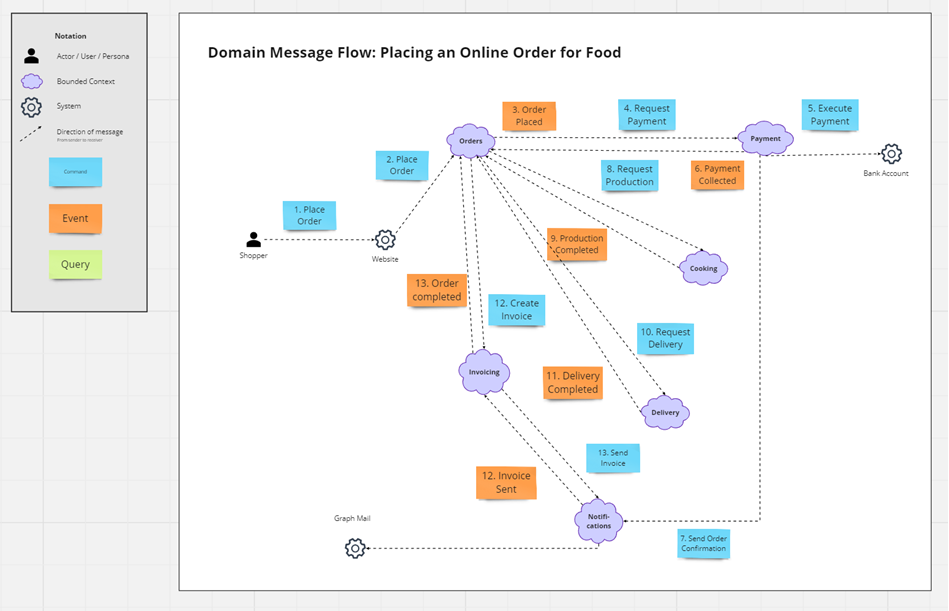 Notation
Actor / User / Persona
Bounded Context
System
Direction of message
From sender to receiver
Command
Event
Query
Domain Message Flow: Placing an Online Order for Food
3. Order
Placed
4. Request
Payment
5. Execute
Payment
Orders
Payment
2. Place
Order
8. Request
Production
6. Payment
Collected
Bank Account
1. Place
Order
Shopper
Website
9. Production
Completed
Cooking
13. Order
completed
12. Create
Invoice
10. Request
Delivery
Invoicing
11. Delivery
Completed
Delivery
13. Send
Invoice
12. Invoice
Sent
Graph Mail
Notifi-
cations
7. Send Order
Confirmation